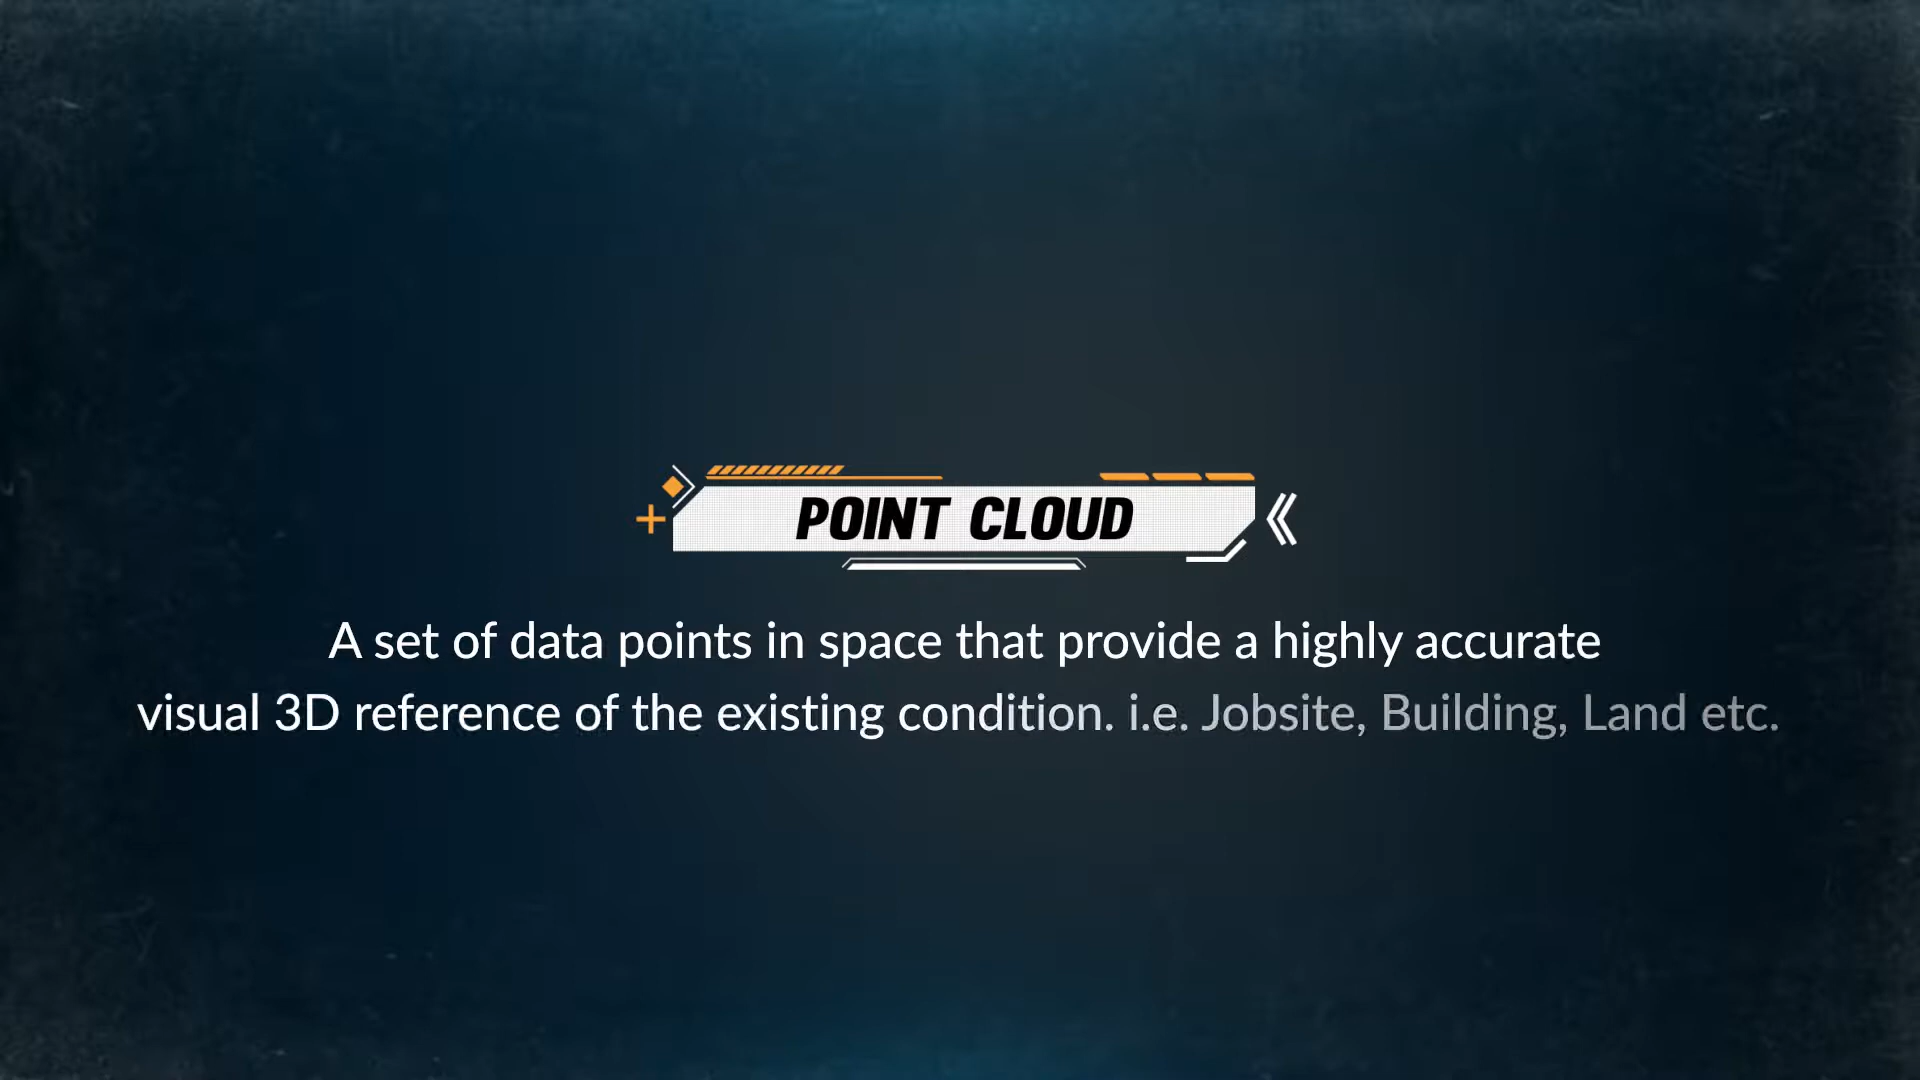 POINT CLOUD
A set of data points in space that provide a highly accurate
visual 3D reference of the existing condition. i.e. Jobsite, Building, Land etc.